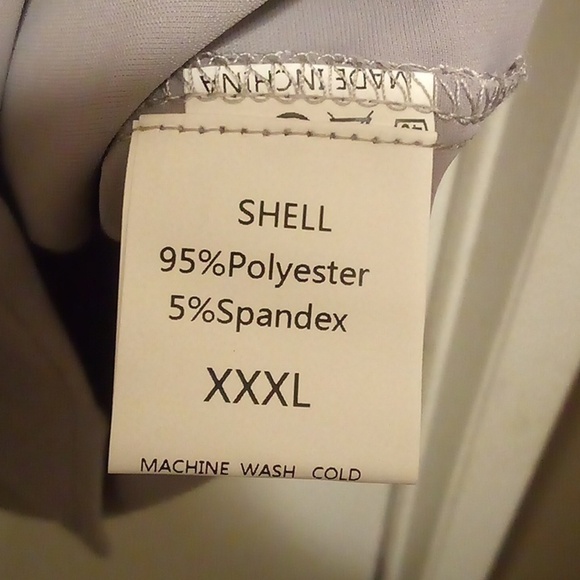 MADE IN CHINA
SHELL
95%Polyester
5%Spandex
XXXL
MACHINE WASH COLD